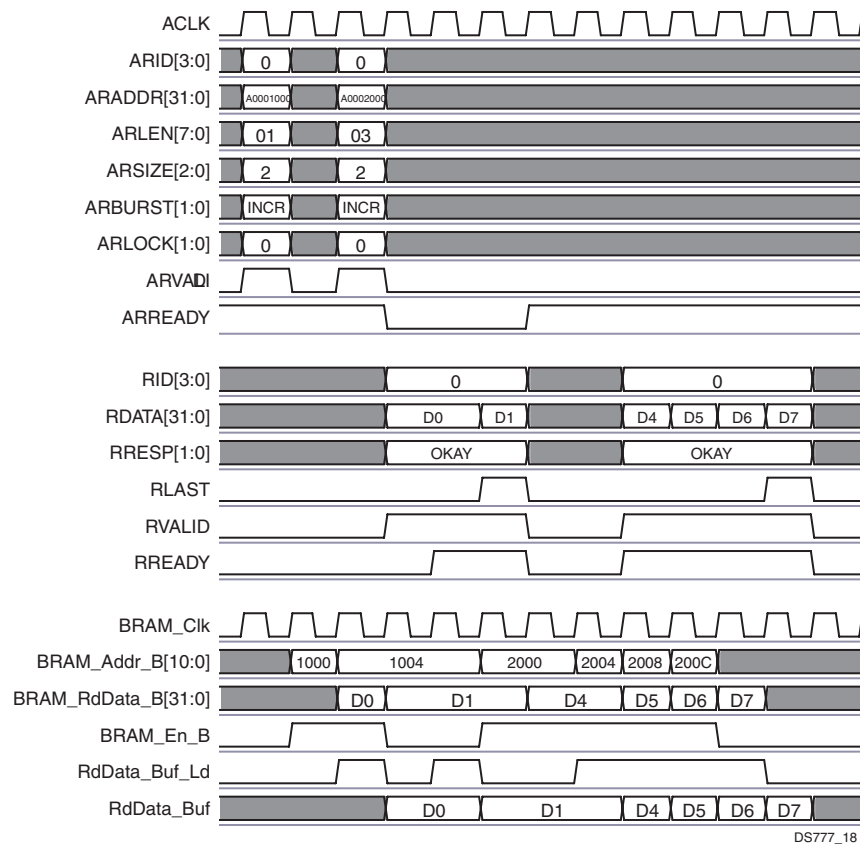 ACLK
ARID[3:0] 0 0
ARADDR[31:0] A0001000 A0002000
ARLEN[7:0] 01 03
ARSIZE[2:0] 2 2
ARBURST[1:0] INCR INCR
ARLOCK[1:0] 0 0
ARVALDI
ARREADY
RID[3:0] 0 0
RDATA[31:0] D0 D1 D4 D5 D6 D7
RRESP[1:0] OKAY OKAY
RLAST
RVALID
RREADY
BRAM_Clk
BRAM_Addr_B[10:0] 1000 1004 2000 2004 2008 200C
BRAM_RdData_B[31:0] D0 D1 D4 D5 D6 D7
BRAM_En_B
RdData_Buf_Ld
RdData_Buf D0 D1 D4 D5 D6 D7
DS777_18